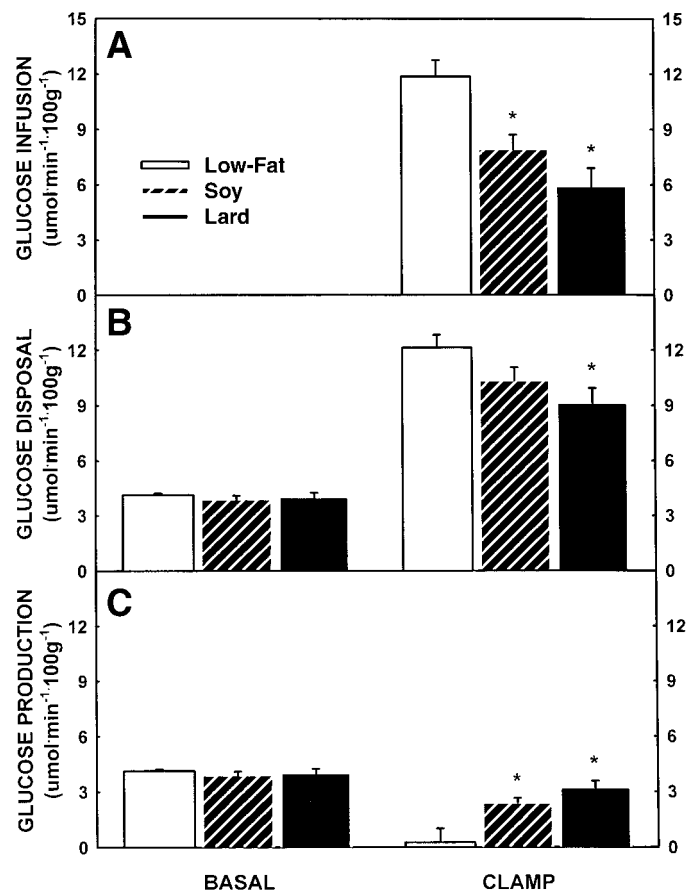 A
GLUCOSE INFUSION
(umol·min-1·100g-1)
15
12
9
6
3
0
15
12
9
6
3
0
Low-Fat
Soy
Lard
*
*
B
GLUCOSE DISPOSAL
(umol·min-1·100g-1)
12
9
6
3
0
12
9
6
3
0
*
C
GLUCOSE PRODUCTION
(umol·min-1·100g-1)
12
9
6
3
0
12
9
6
3
0
*
*
BASAL
CLAMP